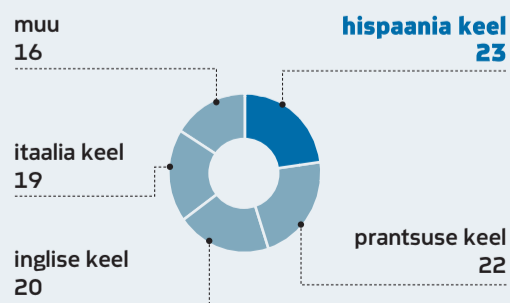 muu
16
hispaania keel
23
itaalia keel
19
prantsuse keel
22
inglise keel
20